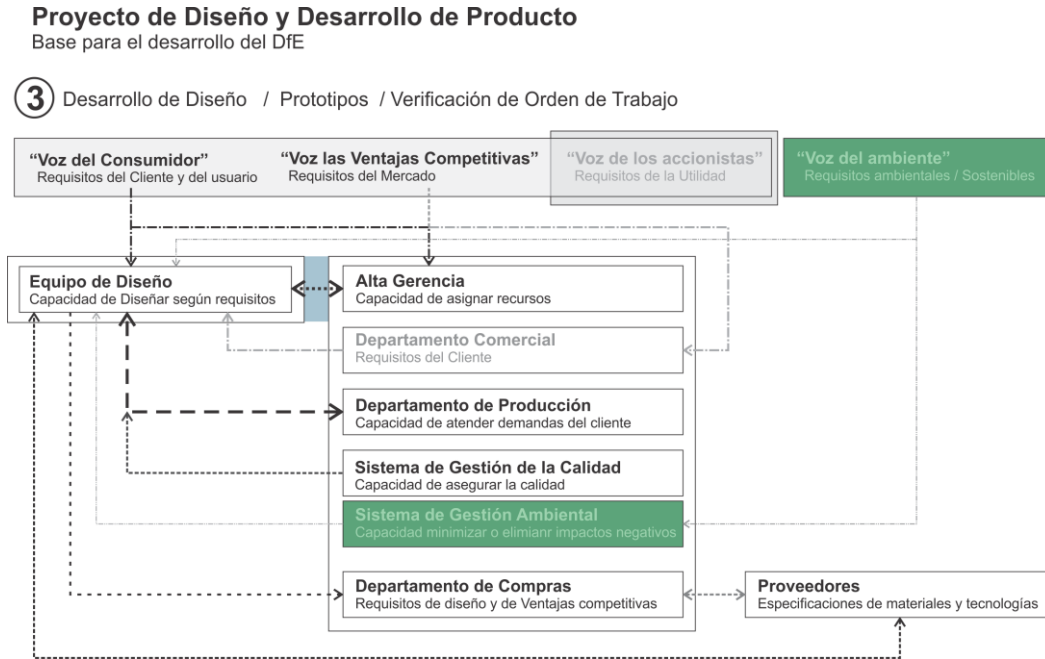 Proyecto de Diseño y Desarrollo de Producto
Base para el desarrollo del DfE
3 Desarrollo de Diseño / Prototipos / Verificación de Orden de Trabajo
“Voz del Consumidor”
Requisitos del Cliente y del usuario
“Voz las Ventajas Competitivas”
Requisitos del Mercado
“Voz de los accionistas”
Requisitos de la Utilidad
“Voz del ambiente”
Requisitos ambientales / Sostenibles
Equipo de Diseño
Capacidad de Diseñar según requisitos
Alta Gerencia
Capacidad de asignar recursos
Departamento Comercial
Requisitos del Cliente
Departamento de Producción
Capacidad de atender demandas del cliente
Sistema de Gestión de la Calidad
Capacidad de asegurar la calidad
Sistema de Gestión Ambiental
Capacidad minimizar o elimianr impactos negativos
Departamento de Compras
Requisitos de diseño y de Ventajas competitivas
Proveedores
Especificaciones de materiales y tecnologías